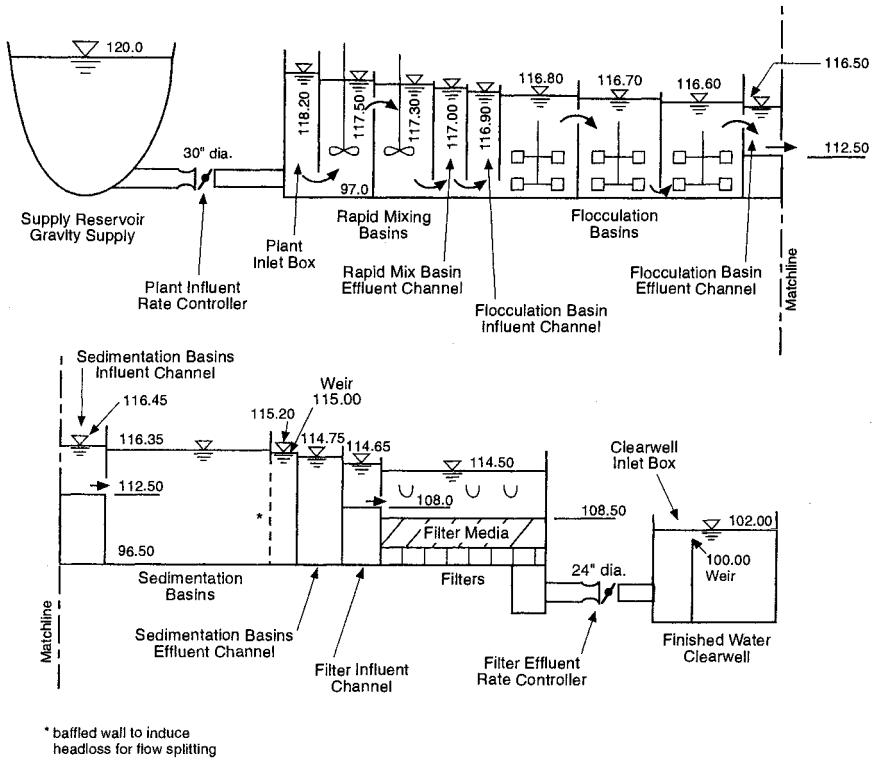 120.0
30" dia.
Supply Reservoir
Gravity Supply
Plant Influent
Rate Controller
118.20
117.50
117.30
117.00
116.90
116.80
116.70
116.60
116.50
112.50
97.0
Rapid Mixing
Basins
Flocculation
Basins
Plant
Inlet Box
Rapid Mix Basin
Effluent Channel
Flocculation Basin
Influent Channel
Flocculation Basin
Effluent Channel
Matchline
Sedimentation Basins
Influent Channel
116.45
116.35
112.50
96.50
115.20
Weir
115.00
114.75
114.65
114.50
108.0
108.50
*
Filter Media
Sedimentation
Basins
Filters
24" dia.
Clearwell
Inlet Box
102.00
100.00
Weir
Finished Water
Clearwell
Matchline
Sedimentation Basins
Effluent Channel
Filter Influent
Channel
Filter Effluent
Rate Controller
* baffled wall to induce
headloss for flow splitting